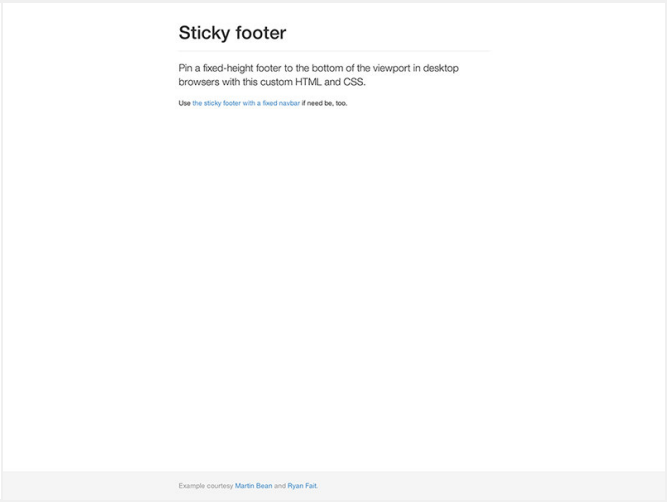 Sticky footer
Pin a fixed-height footer to the bottom of the viewport in desktop
browsers with this custom HTML and CSS.
Use the sticky footer with a fixed navbar if need be, too.
Example courtesy Martin Bean and Ryan Fait.